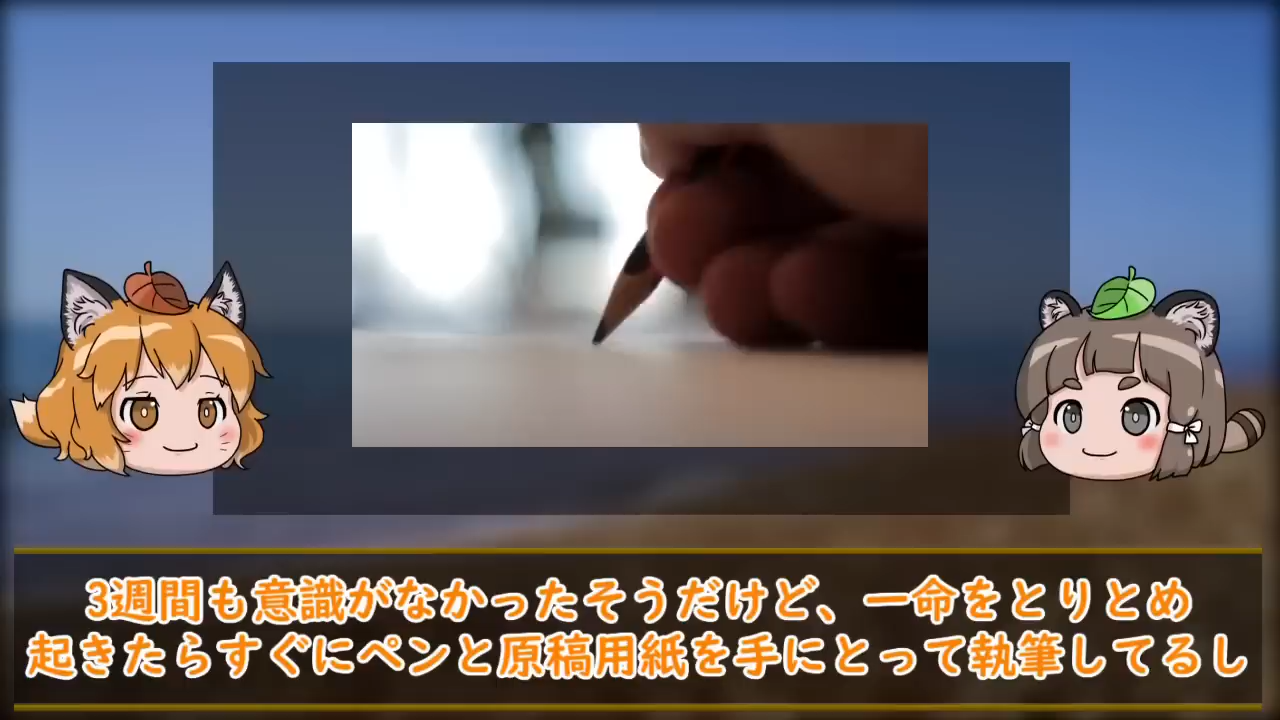 3週間も意識がなかったそうだけど、一命をとりとめ
起きたらすぐにペンと原稿用紙を手にとって執筆してるし